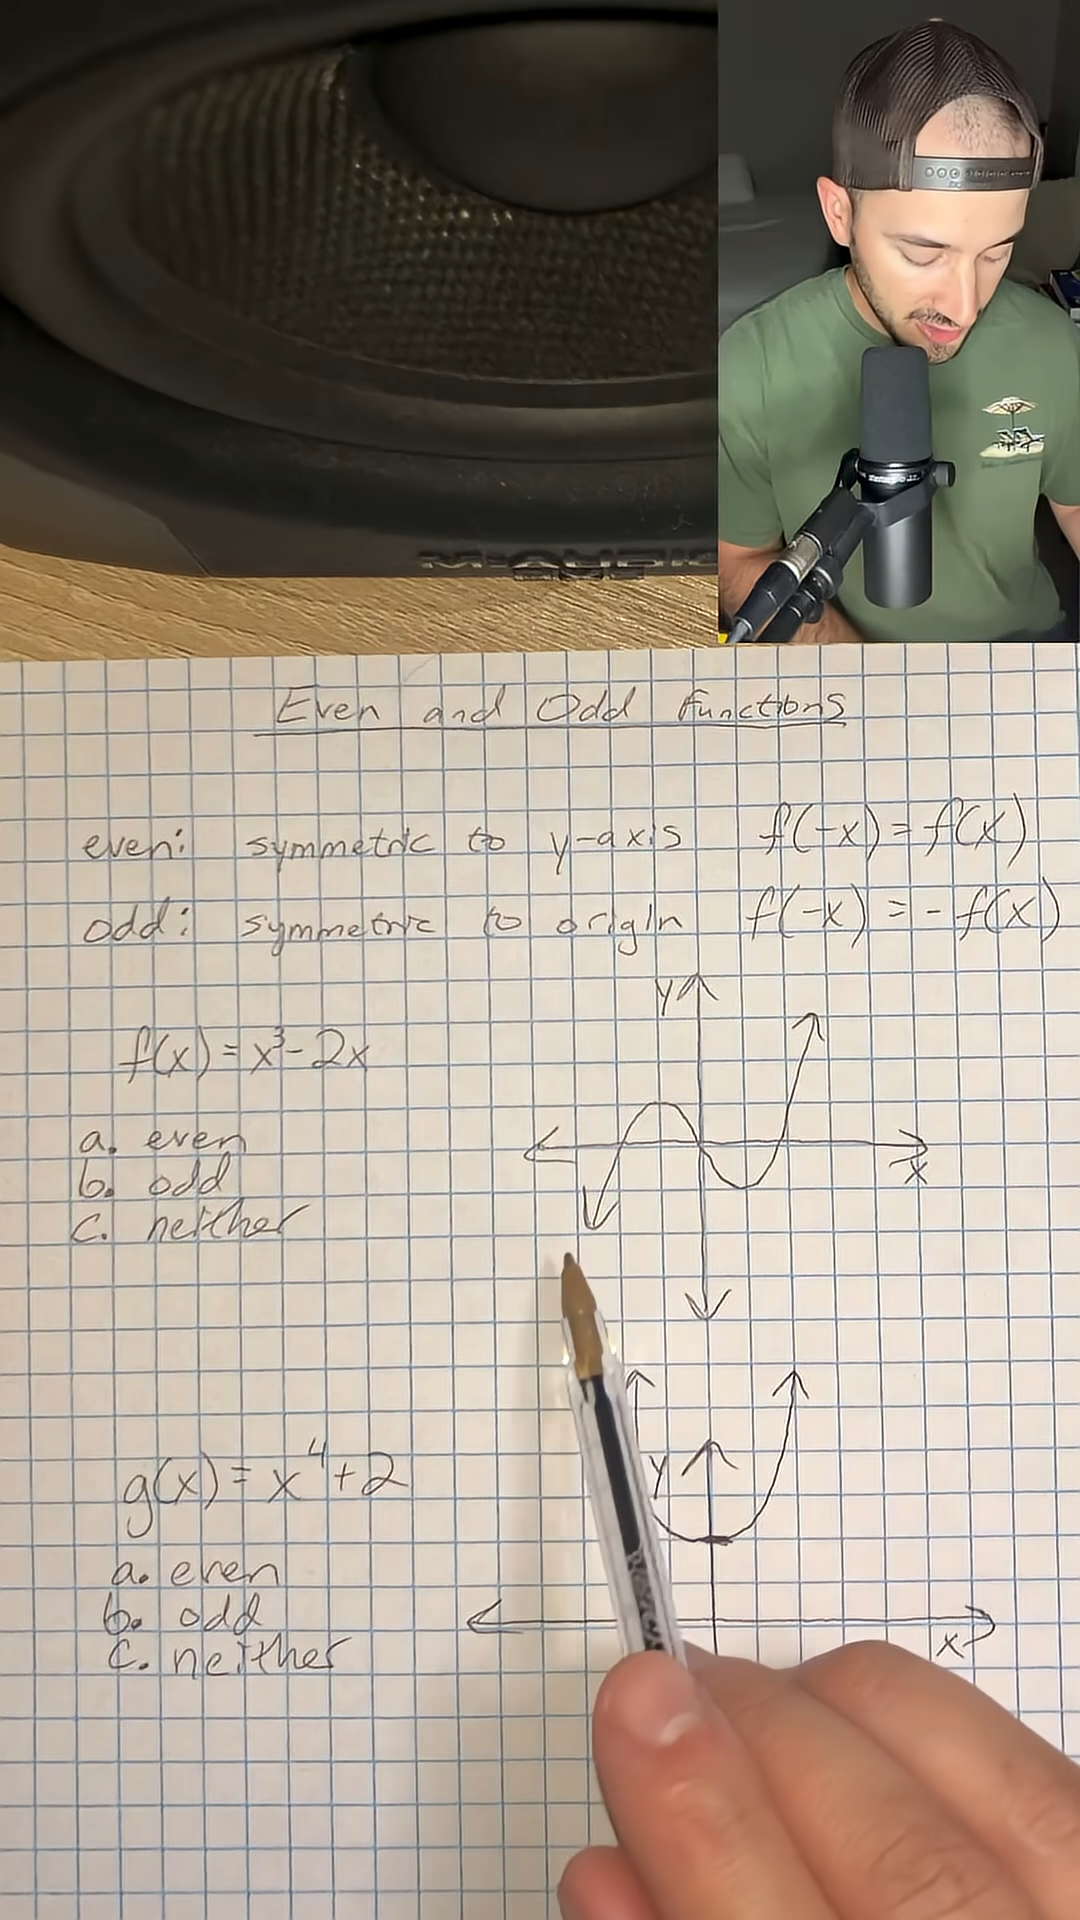 M-AUDIO
Even and Odd Functions
even: symmetric to y-axis f(-x) = f(x)
odd: symmetric to origin f(-x) = - f(x)
y
f(x) = x³ - 2x
a. even
b. odd
c. neither
x
g(x) = x⁴ + 2
y
a. even
b. odd
c. neither
x